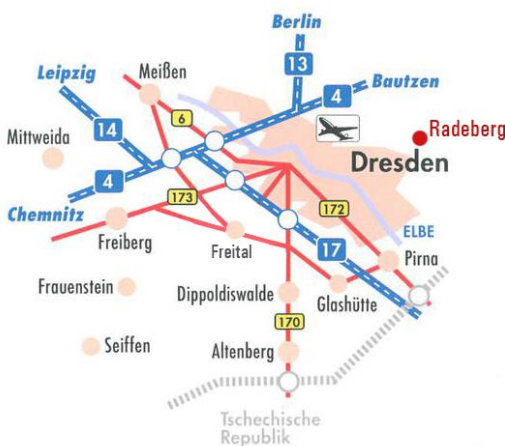 Berlin
13
Leipzig
Meißen
4
Bautzen
6
14
Radeberg
Mittweida
Dresden
4
173
172
Chemnitz
ELBE
Freiberg
17
Freital
Pirna
Frauenstein
Dippoldiswalde
Glashütte
170
Seiffen
Altenberg
Tschechische
Republik